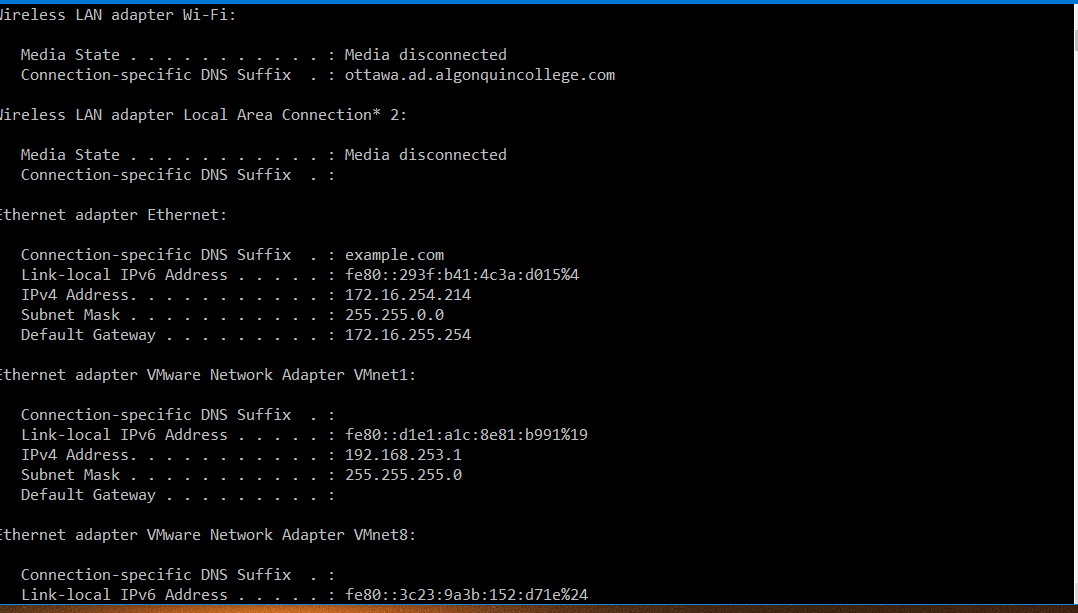 Wireless LAN adapter Wi-Fi:
Media State . . . . . . . . . . . : Media disconnected
Connection-specific DNS Suffix  . : ottawa.ad.algonquincollege.com
Wireless LAN adapter Local Area Connection* 2:
Media State . . . . . . . . . . . : Media disconnected
Connection-specific DNS Suffix  . :
Ethernet adapter Ethernet:
Connection-specific DNS Suffix  . : example.com
Link-local IPv6 Address . . . . . : fe80::293f:b41:4c3a:d015%4
IPv4 Address. . . . . . . . . . . : 172.16.254.214
Subnet Mask . . . . . . . . . . . : 255.255.0.0
Default Gateway . . . . . . . . . : 172.16.255.254
Ethernet adapter VMware Network Adapter VMnet1:
Connection-specific DNS Suffix  . :
Link-local IPv6 Address . . . . . : fe80::d1e1:a1c:8e81:b991%19
IPv4 Address. . . . . . . . . . . : 192.168.253.1
Subnet Mask . . . . . . . . . . . : 255.255.255.0
Default Gateway . . . . . . . . . :
Ethernet adapter VMware Network Adapter VMnet8:
Connection-specific DNS Suffix  . :
Link-local IPv6 Address . . . . . : fe80::3c23:9a3b:152:d71e%24